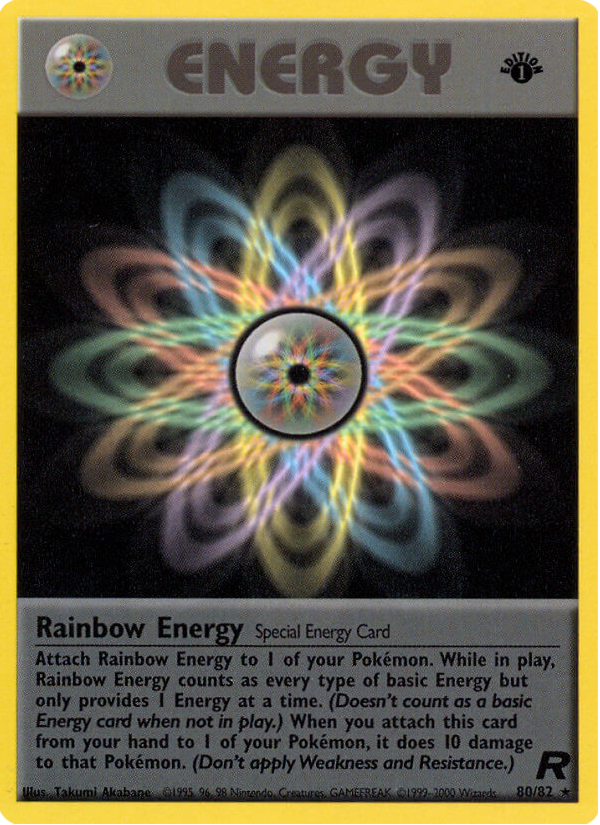 ENERGY
EDITION
1
Rainbow Energy Special Energy Card
Attach Rainbow Energy to 1 of your Pokémon. While in play,
Rainbow Energy counts as every type of basic Energy but
only provides 1 Energy at a time. (Doesn't count as a basic
Energy card when not in play.) When you attach this card
from your hand to 1 of your Pokémon, it does 10 damage
to that Pokémon. (Don't apply Weakness and Resistance.)
R
Illus. Takumi Akabane ©1995, 96, 98 Nintendo, Creatures, GAMEFREAK. ©1999-2000 Wizards. 80/82 ★